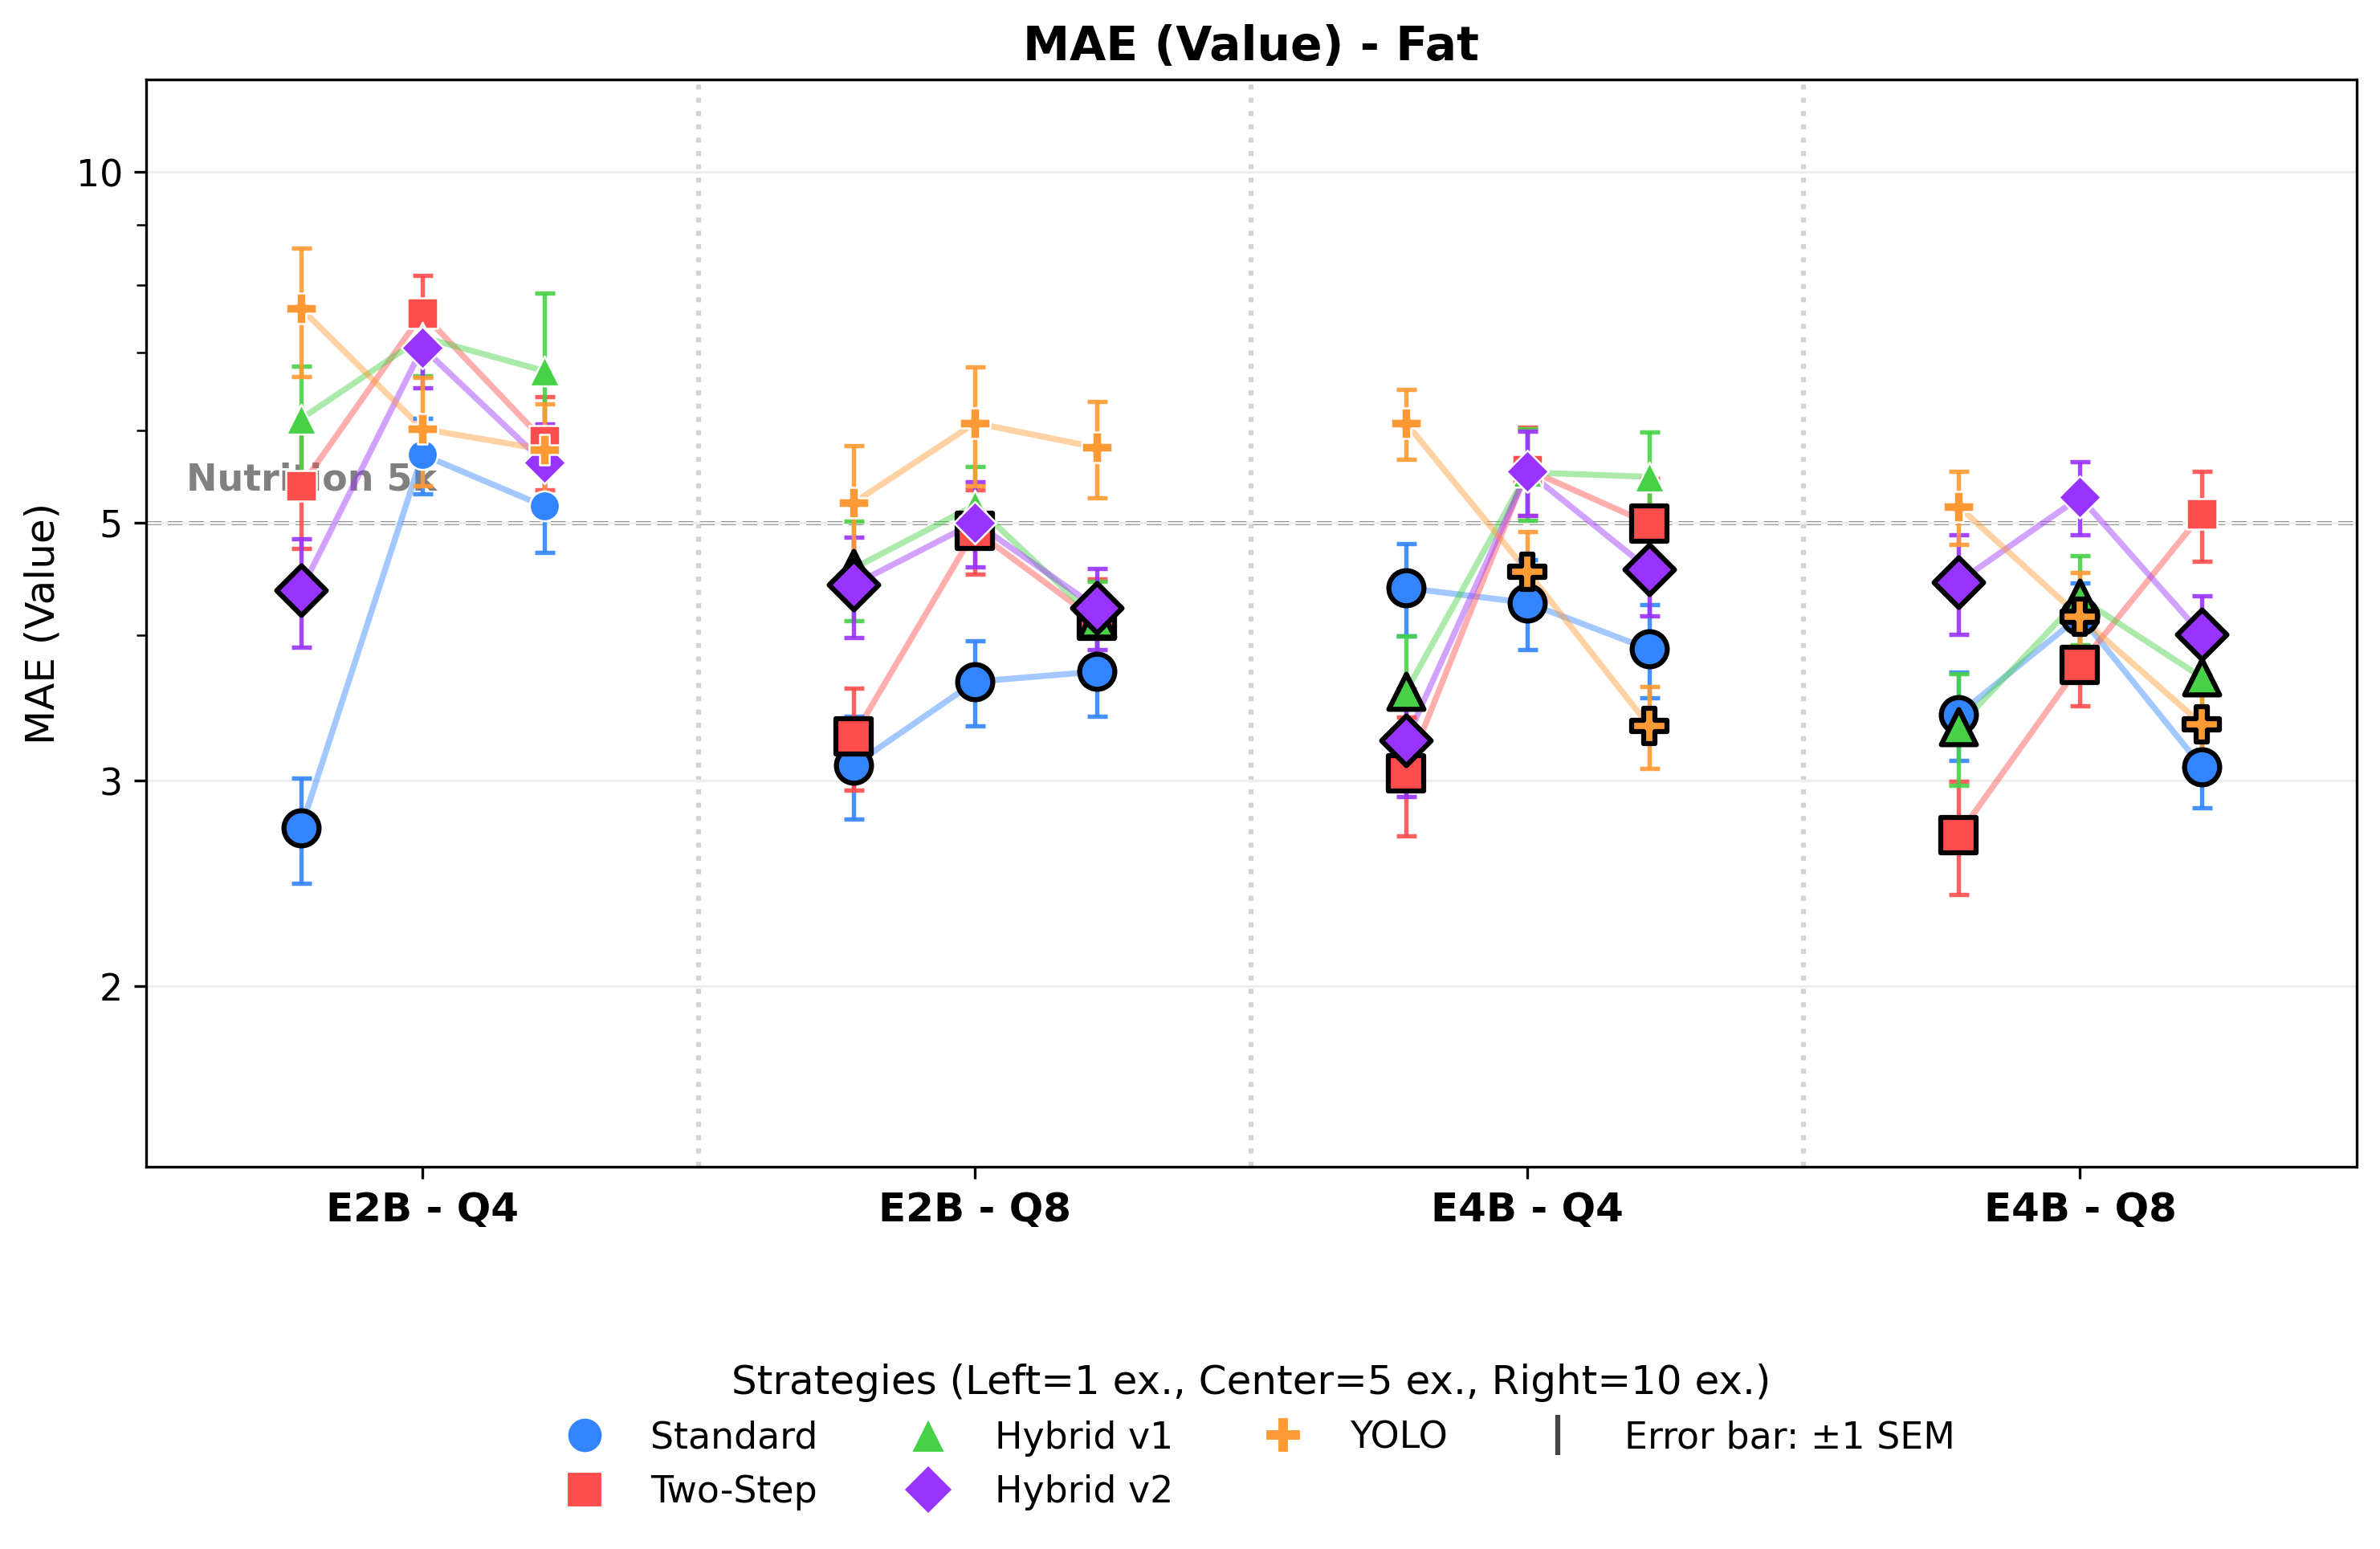 MAE (Value) - Fat
MAE (Value)
10
5
3
2
Nutrition 5k
E2B - Q4
E2B - Q8
E4B - Q4
E4B - Q8
Strategies (Left=1 ex., Center=5 ex., Right=10 ex.)
Standard
Two-Step
Hybrid v1
Hybrid v2
YOLO
Error bar: ±1 SEM